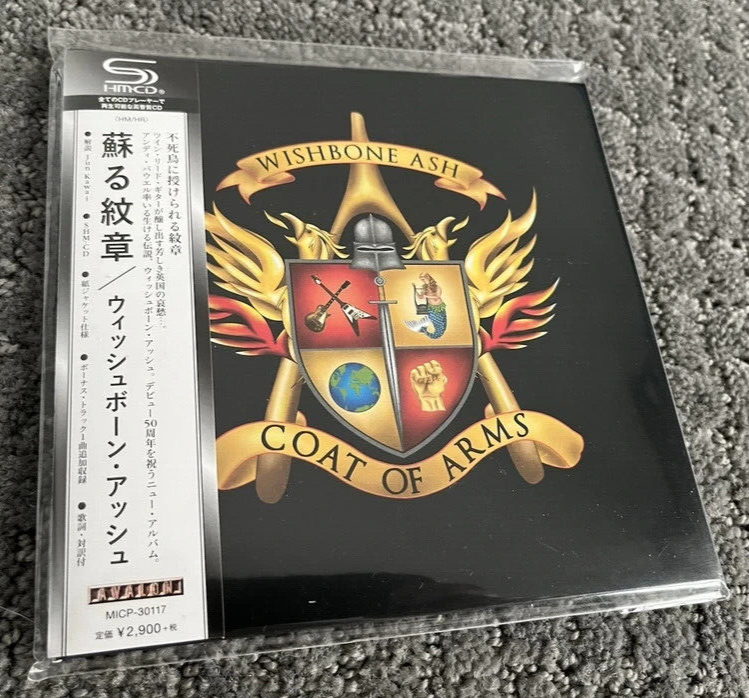 SHM-CD®
全てのCDプレーヤーで
再生可能な高音質CD
(HM/HR)
不死鳥に授けられる紋章
ツイン・リード・ギターが醸し出す芳しき英国の哀愁…。
アンディ・パウエル率いる生ける伝説、ウィッシュボーン・アッシュ。デビュー50周年を祝うニュー・アルバム。
蘇る紋章/ウィッシュボーン・アッシュ
●解説:Jun Kawai ●SHM-CD ●紙ジャケット仕様 ●ボーナス・トラック1曲追加収録 ●歌詞・対訳付
AVALON
MICP-30117
定価 ¥2,900+税
WISHBONE ASH
COAT OF ARMS